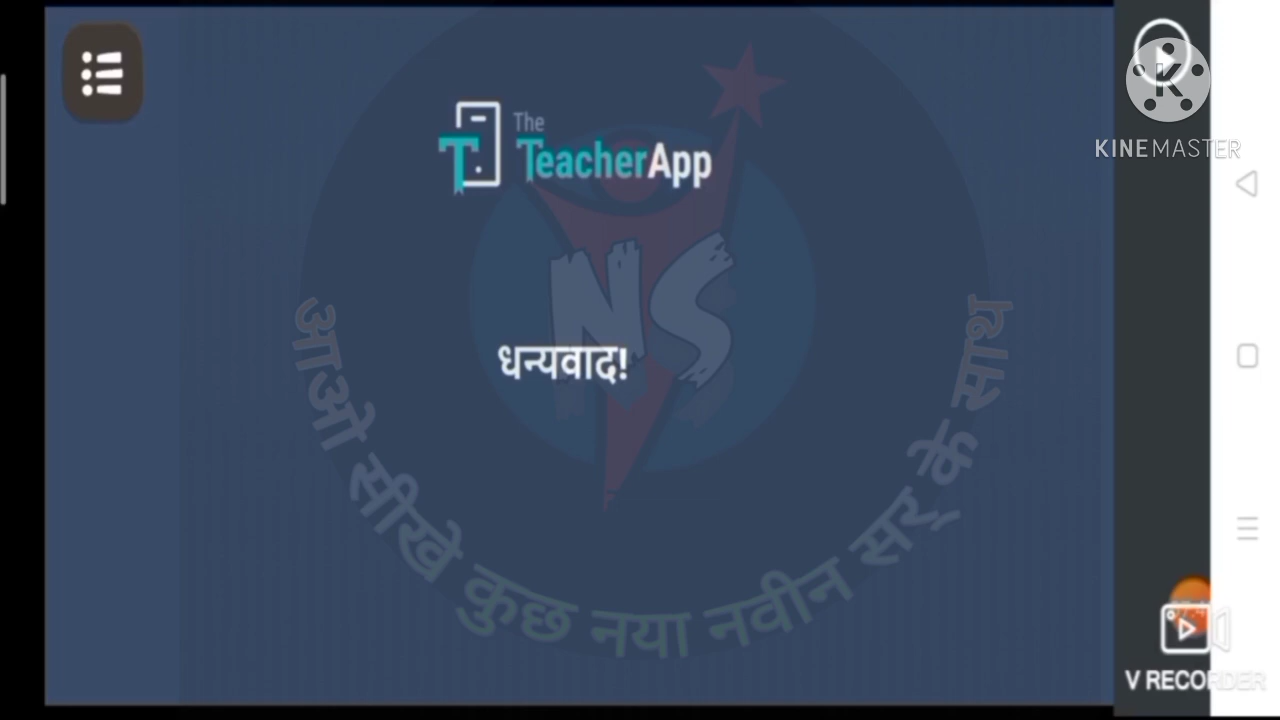 The
TeacherApp
KINEMASTER
NS
धन्यवाद!
आओ सीखे कुछ नया नवीन सर के साथ
V RECORDER